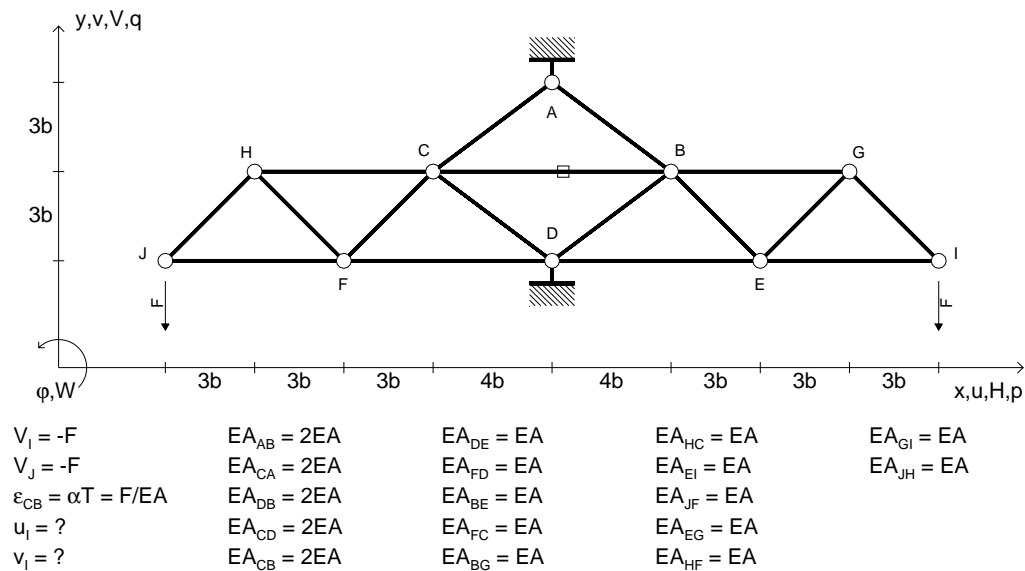 y,v,V,q
3b
3b
A
H
C
B
G
D
J
I
F
E
F
F
3b
3b
3b
4b
4b
3b
3b
3b
φ,W
x,u,H,p
V_I = -F
V_J = -F
ε_CB = αT = F/EA
u_I = ?
v_I = ?
EA_AB = 2EA
EA_CA = 2EA
EA_DB = 2EA
EA_CD = 2EA
EA_CB = 2EA
EA_DE = EA
EA_FD = EA
EA_BE = EA
EA_FC = EA
EA_BG = EA
EA_HC = EA
EA_EI = EA
EA_JF = EA
EA_EG = EA
EA_HF = EA
EA_GI = EA
EA_JH = EA